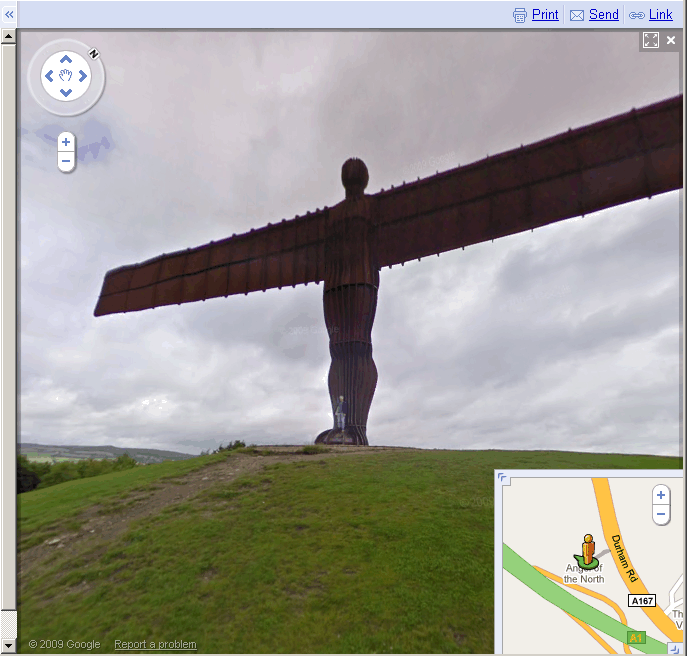 Print
Send
Link
N
© 2009 Google
Report a problem
Durham Rd
Angel of
the North
A167
A1